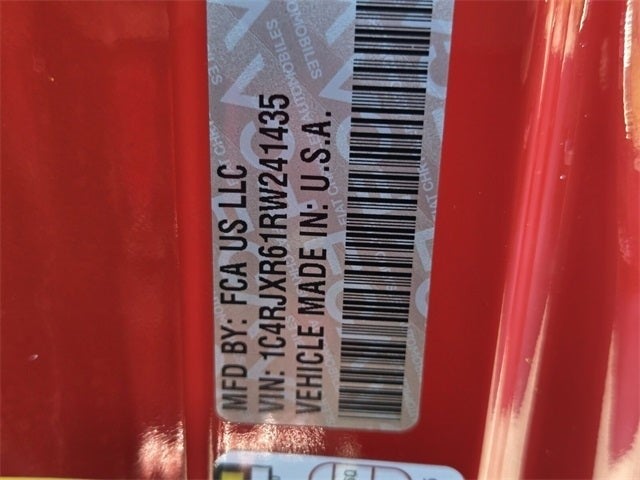 MFD BY: FCA US LLC
VIN: 1C4RJXR61RW241435
VEHICLE MADE IN: U.S.A.